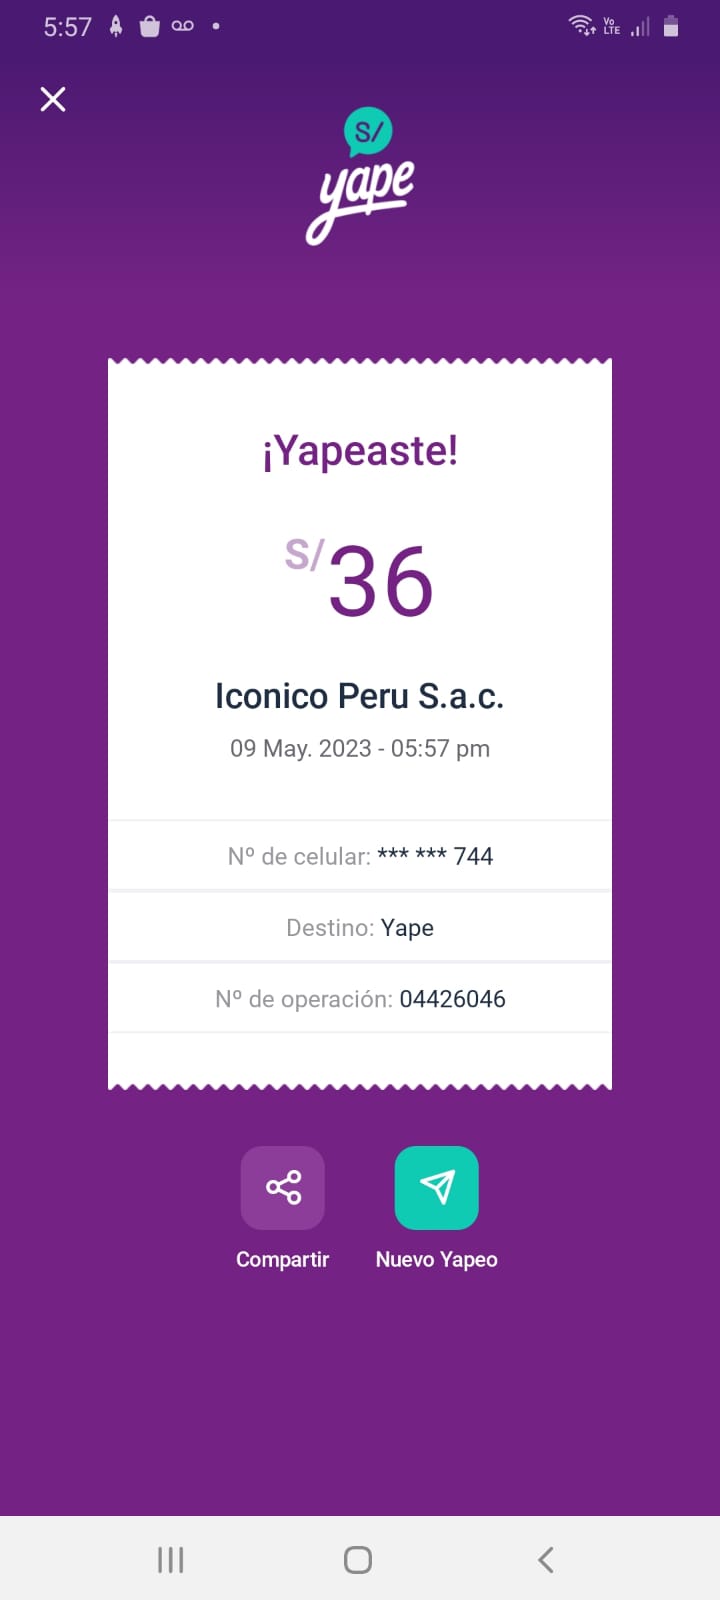 5:57
Vo
LTE
S/
yape
¡Yapeaste!
S/36
Iconico Peru S.a.c.
09 May. 2023 - 05:57 pm
Nº de celular: *** *** 744
Destino: Yape
Nº de operación: 04426046
Compartir
Nuevo Yapeo